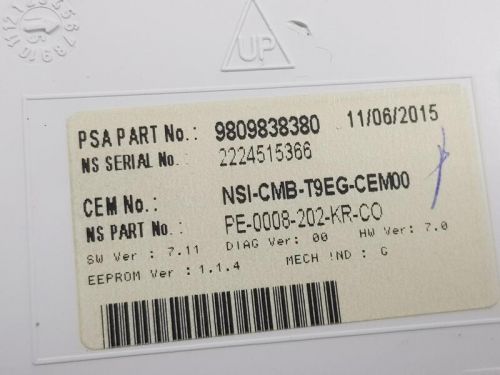 UP
PSA PART No.: 9809838380 11/06/2015
NS SERIAL No.: 2224515366
CEM No.: NSI-CMB-T9EG-CEM00
NS PART No.: PE-0008-202-KR-CO
SW Ver : 7.11 DIAG Ver: 00 HW Ver: 7.0
EEPROM Ver : 1.1.4 MECH IND : G